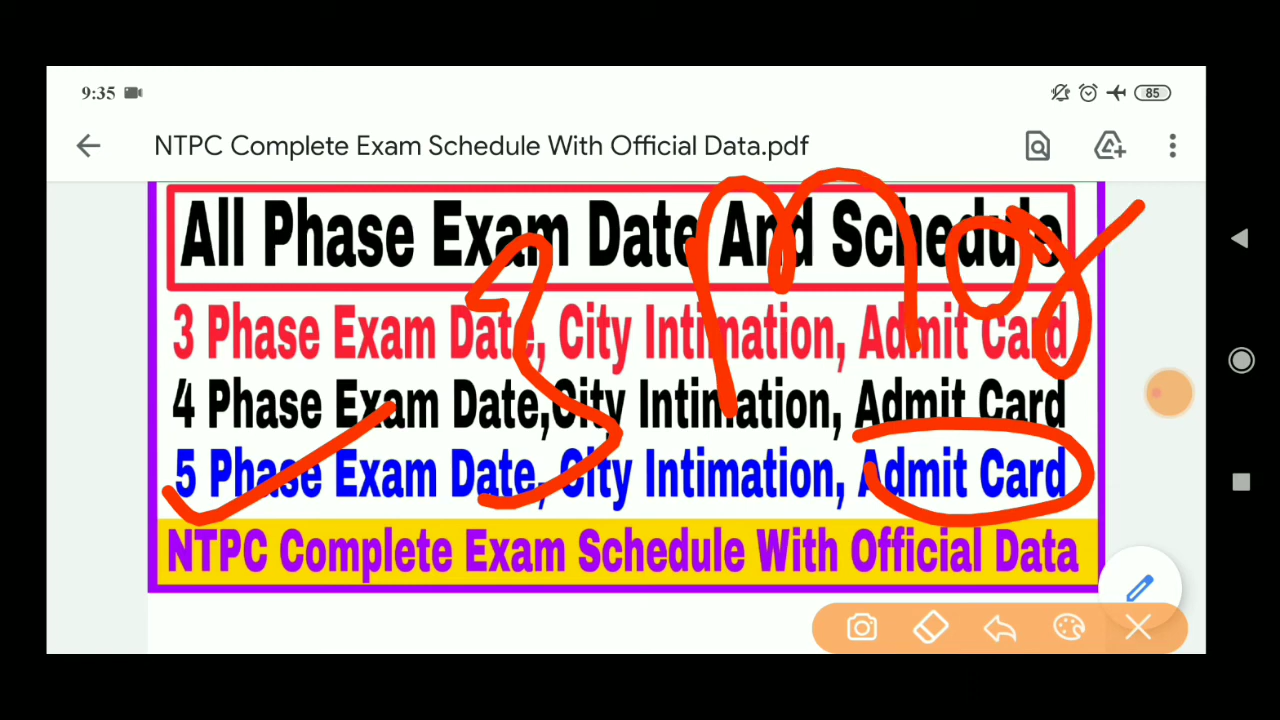 9:35
85
NTPC Complete Exam Schedule With Official Data.pdf
All Phase Exam Date And Schedule
3 Phase Exam Date, City Intimation, Admit Card
4 Phase Exam Date,City Intimation, Admit Card
5 Phase Exam Date, City Intimation, Admit Card
NTPC Complete Exam Schedule With Official Data